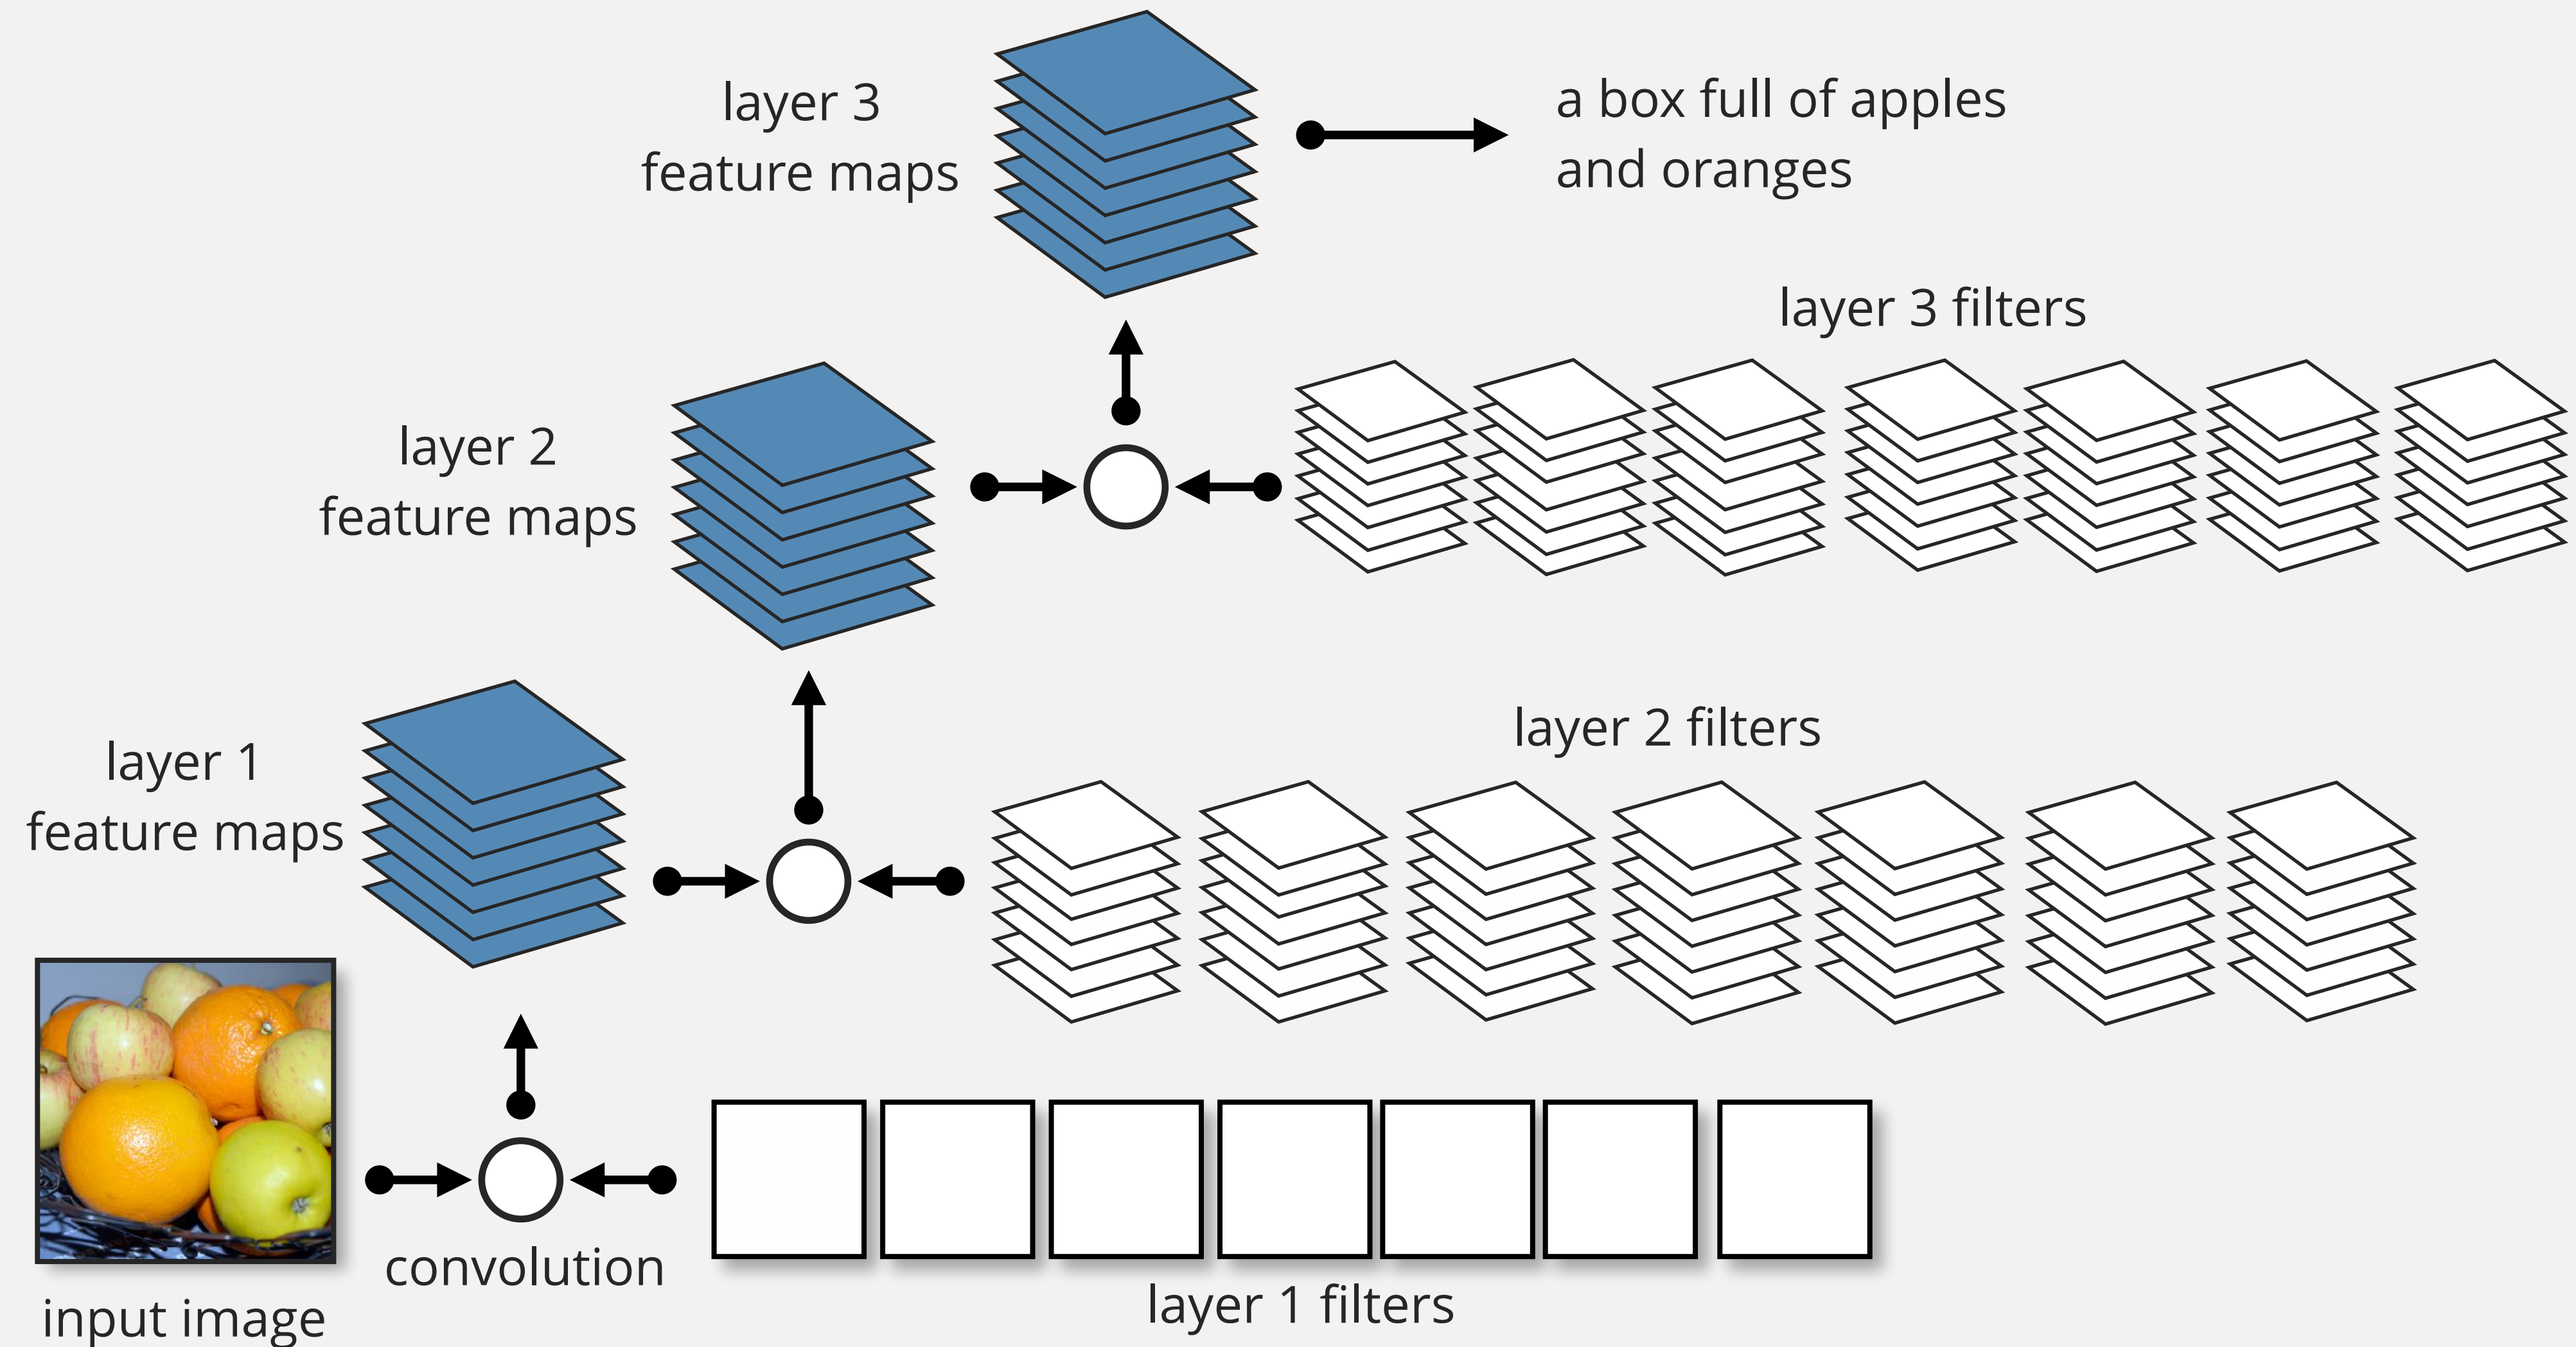 layer 3
feature maps
a box full of apples
and oranges
layer 3 filters
layer 2
feature maps
layer 2 filters
layer 1
feature maps
convolution
input image
layer 1 filters